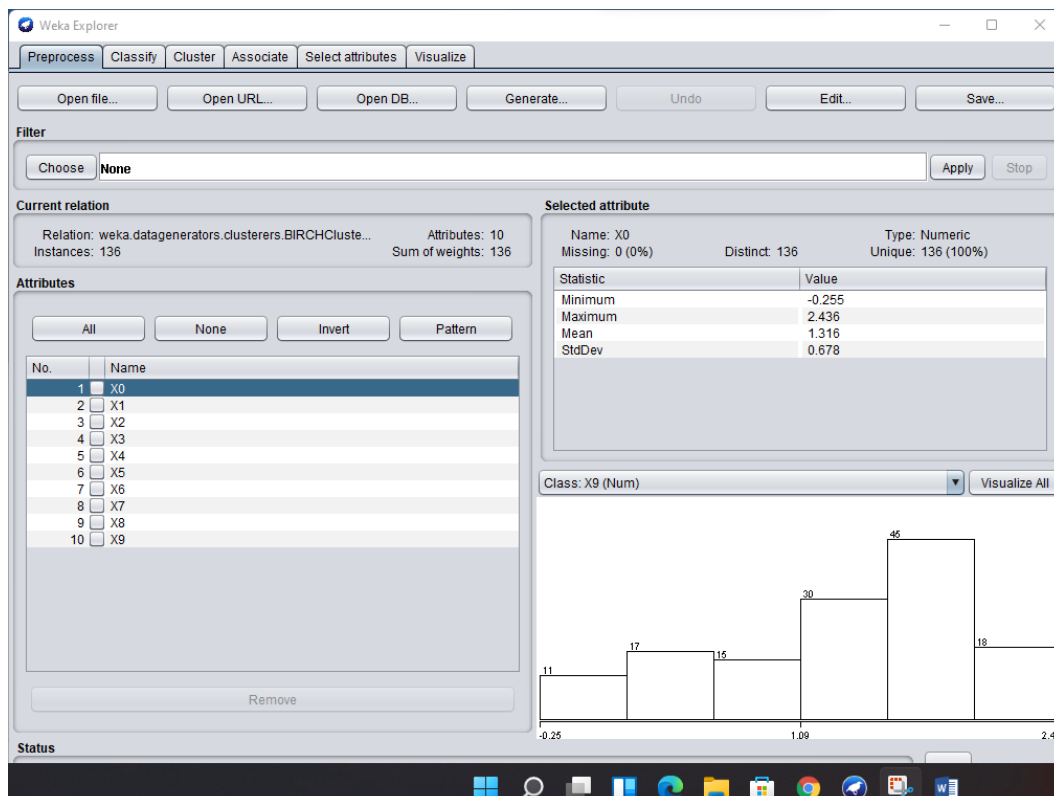 Weka Explorer
Preprocess Classify Cluster Associate Select attributes Visualize
Open file... Open URL... Open DB... Generate... Undo Edit... Save...
Filter
Choose None Apply Stop
Current relation
Relation: weka.datagenerators.clusterers.BIRCHCluste... Attributes: 10
Instances: 136 Sum of weights: 136
Attributes
All None Invert Pattern
No. Name
1 X0
2 X1
3 X2
4 X3
5 X4
6 X5
7 X6
8 X7
9 X8
10 X9
Remove
Selected attribute
Name: X0 Type: Numeric
Missing: 0 (0%) Distinct: 136 Unique: 136 (100%)
Statistic Value
Minimum -0.255
Maximum 2.436
Mean 1.316
StdDev 0.678
Class: X9 (Num) Visualize All
45
30
17 18
15
11
-0.25 1.09 2.4
Status
W